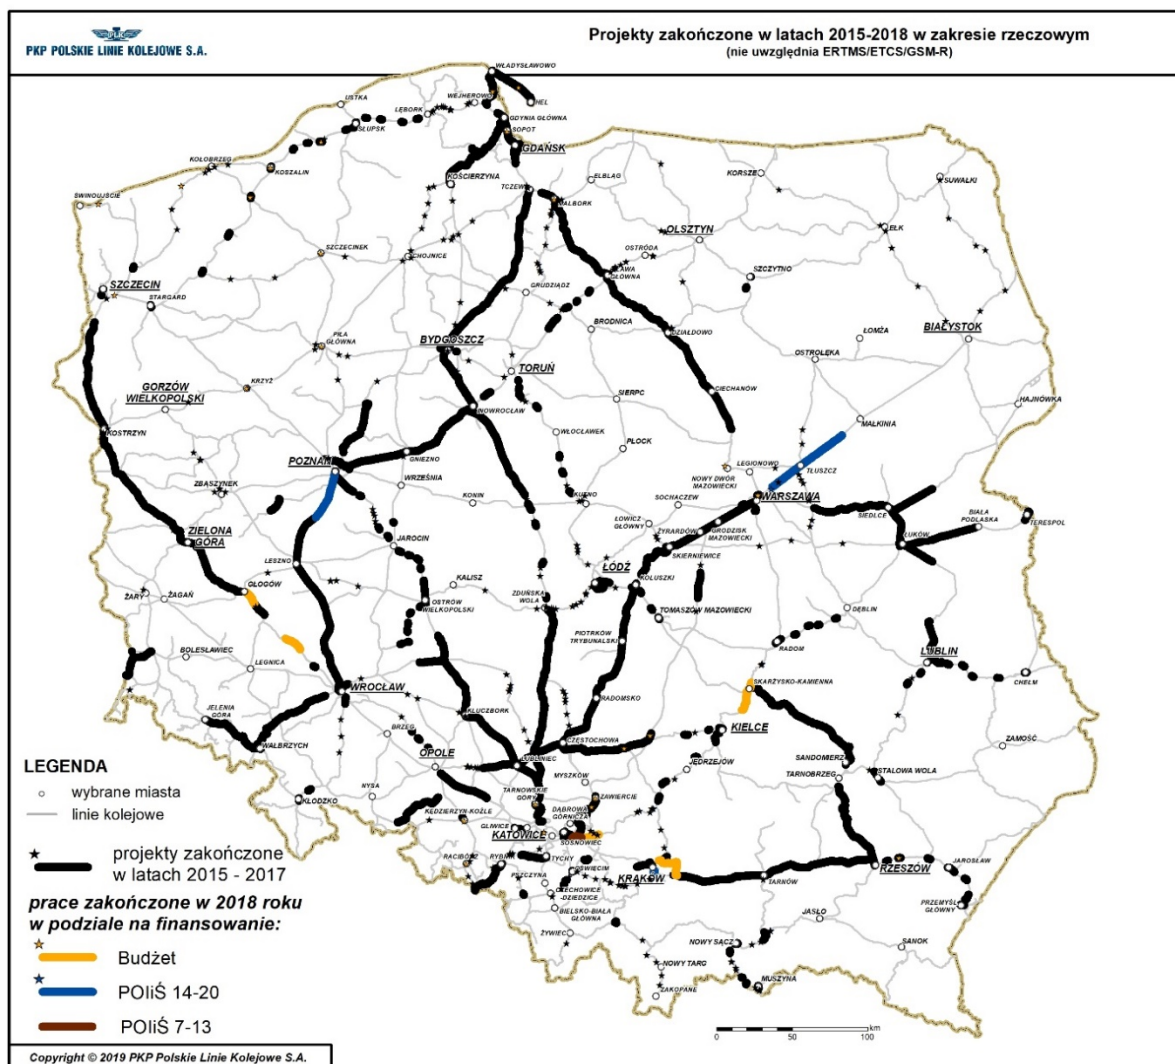 PKP POLSKIE LINIE KOLEJOWE S.A.
Projekty zakończone w latach 2015-2018 w zakresie rzeczowym
(nie uwzględnia ERTMS/ETCS/GSM-R)
WŁADYSŁAWOWO
HEL
USTKA
WEJHEROWO
LĘBORK
GDYNIA GŁÓWNA
SŁUPSK
SOPOT
GDAŃSK
KOŁOBRZEG
KOSZALIN
KOŚCIERZYNA
TCZEW
ELBLĄG
KORSZE
SUWAŁKI
ŚWINOUJŚCIE
MALBORK
OLSZTYN
EŁK
SZCZECINEK
CHOJNICE
OSTRÓDA
IŁAWA
GŁÓWNA
SZCZYTNO
SZCZECIN
STARGARD
GRUDZIĄDZ
BRODNICA
DZIAŁDOWO
ŁOMŻA
BIAŁYSTOK
PIŁA
GŁÓWNA
BYDGOSZCZ
TORUŃ
OSTROŁĘKA
GORZÓW
WIELKOPOLSKI
KRZYŻ
SIERPC
CIECHANÓW
HAJNÓWKA
INOWROCŁAW
MAŁKINIA
KOSTRZYN
WŁOCŁAWEK
PŁOCK
POZNAŃ
GNIEZNO
LEGIONOWO
TŁUSZCZ
ZBĄSZYNEK
WRZEŚNIA
NOWY DWÓR
MAZOWIECKI
KONIN
KUTNO
SOCHACZEW
WARSZAWA
ŁOWICZ
GŁÓWNY
SIEDLCE
BIAŁA
PODLASKA
TERESPOL
ZIELONA
GÓRA
JAROCIN
ŻYRARDÓW
GRODZISK
MAZOWIECKI
ŁUKÓW
LESZNO
SKIERNIEWICE
ŁÓDŹ
KOLUSZKI
GŁOGÓW
KALISZ
ŻARY
ŻAGAŃ
OSTRÓW
WIELKOPOLSKI
ZDUŃSKA
WOLA
TOMASZÓW MAZOWIECKI
DĘBLIN
PIOTRKÓW
TRYBUNALSKI
RADOM
BOLESŁAWIEC
LEGNICA
LUBLIN
CHEŁM
WROCŁAW
SKARŻYSKO-KAMIENNA
RADOMSKO
JELENIA
GÓRA
KLUCZBORK
BRZEG
KIELCE
WAŁBRZYCH
CZĘSTOCHOWA
ZAMOŚĆ
OPOLE
LUBLINIEC
SANDOMIERZ
LEGENDA
JĘDRZEJÓW
TARNOBRZEG
STALOWA WOLA
MYSZKÓW
wybrane miasta
NYSA
TARNOWSKIE
GÓRY
ZAWIERCIE
KŁODZKO
KĘDZIERZYN-KOŹLE
DĄBROWA
GÓRNICZA
linie kolejowe
GLIWICE
KATOWICE
SOSNOWIEC
projekty zakończone
w latach 2015 - 2017
RACIBÓRZ
RYBNIK
TYCHY
OŚWIĘCIM
KRAKÓW
RZESZÓW
JAROSŁAW
PSZCZYNA
TARNÓW
CZECHOWICE
-DZIEDZICE
prace zakończone w 2018 roku
w podziale na finansowanie:
BIELSKO-BIAŁA
GŁÓWNA
JASŁO
PRZEMYŚL
GŁÓWNY
ŻYWIEC
NOWY SĄCZ
SANOK
Budżet
NOWY TARG
MUSZYNA
POIiŚ 14-20
ZAKOPANE
POIiŚ 7-13
0 50 100
km
Copyright © 2019 PKP Polskie Linie Kolejowe S.A.